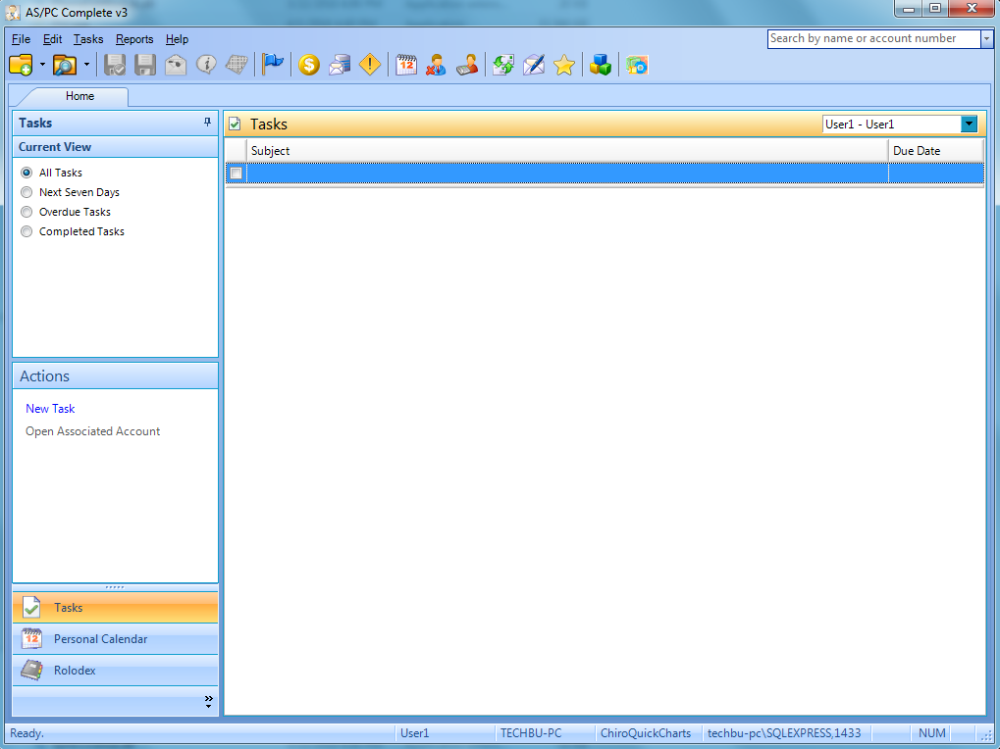 AS/PC Complete v3
File Edit Tasks Reports Help
Search by name or account number
12
Home
Tasks
Current View
All Tasks
Next Seven Days
Overdue Tasks
Completed Tasks
Actions
New Task
Open Associated Account
Tasks
12
Personal Calendar
Rolodex
Tasks
User1 - User1
Subject Due Date
Ready. User1 TECHBU-PC ChiroQuickCharts techbu-pc\SQLEXPRESS,1433 NUM